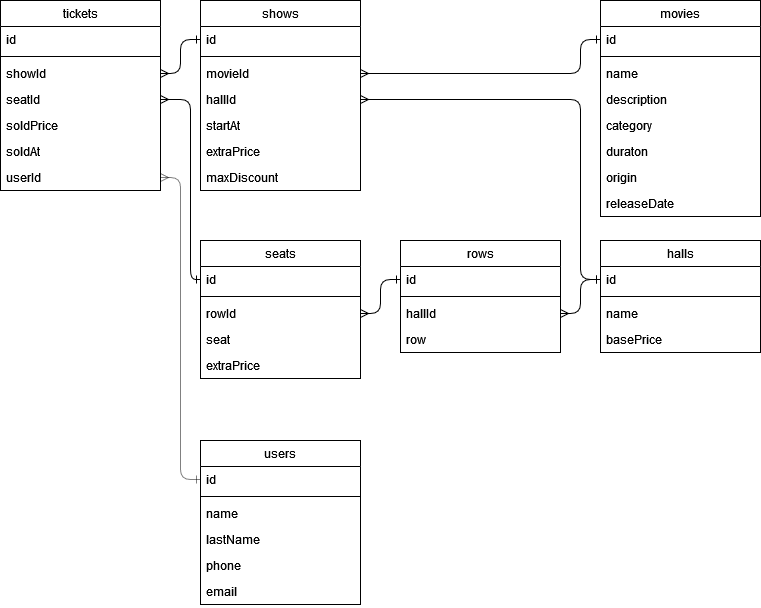 tickets
id
showId
seatId
soldPrice
soldAt
userId
shows
id
movieId
hallId
startAt
extraPrice
maxDiscount
movies
id
name
description
category
duraton
origin
releaseDate
seats
id
rowId
seat
extraPrice
rows
id
hallId
row
halls
id
name
basePrice
users
id
name
lastName
phone
email